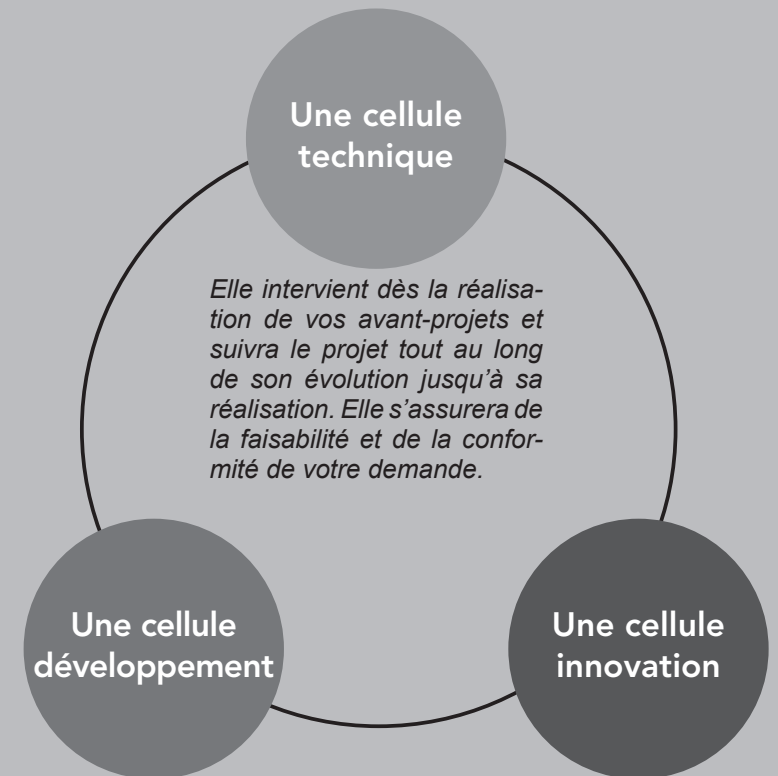 Une cellule
technique
Elle intervient dès la réalisa-
tion de vos avant-projets et
suivra le projet tout au long
de son évolution jusqu’à sa
réalisation. Elle s’assurera de
la faisabilité et de la confor-
mité de votre demande.
Une cellule
développement
Une cellule
innovation